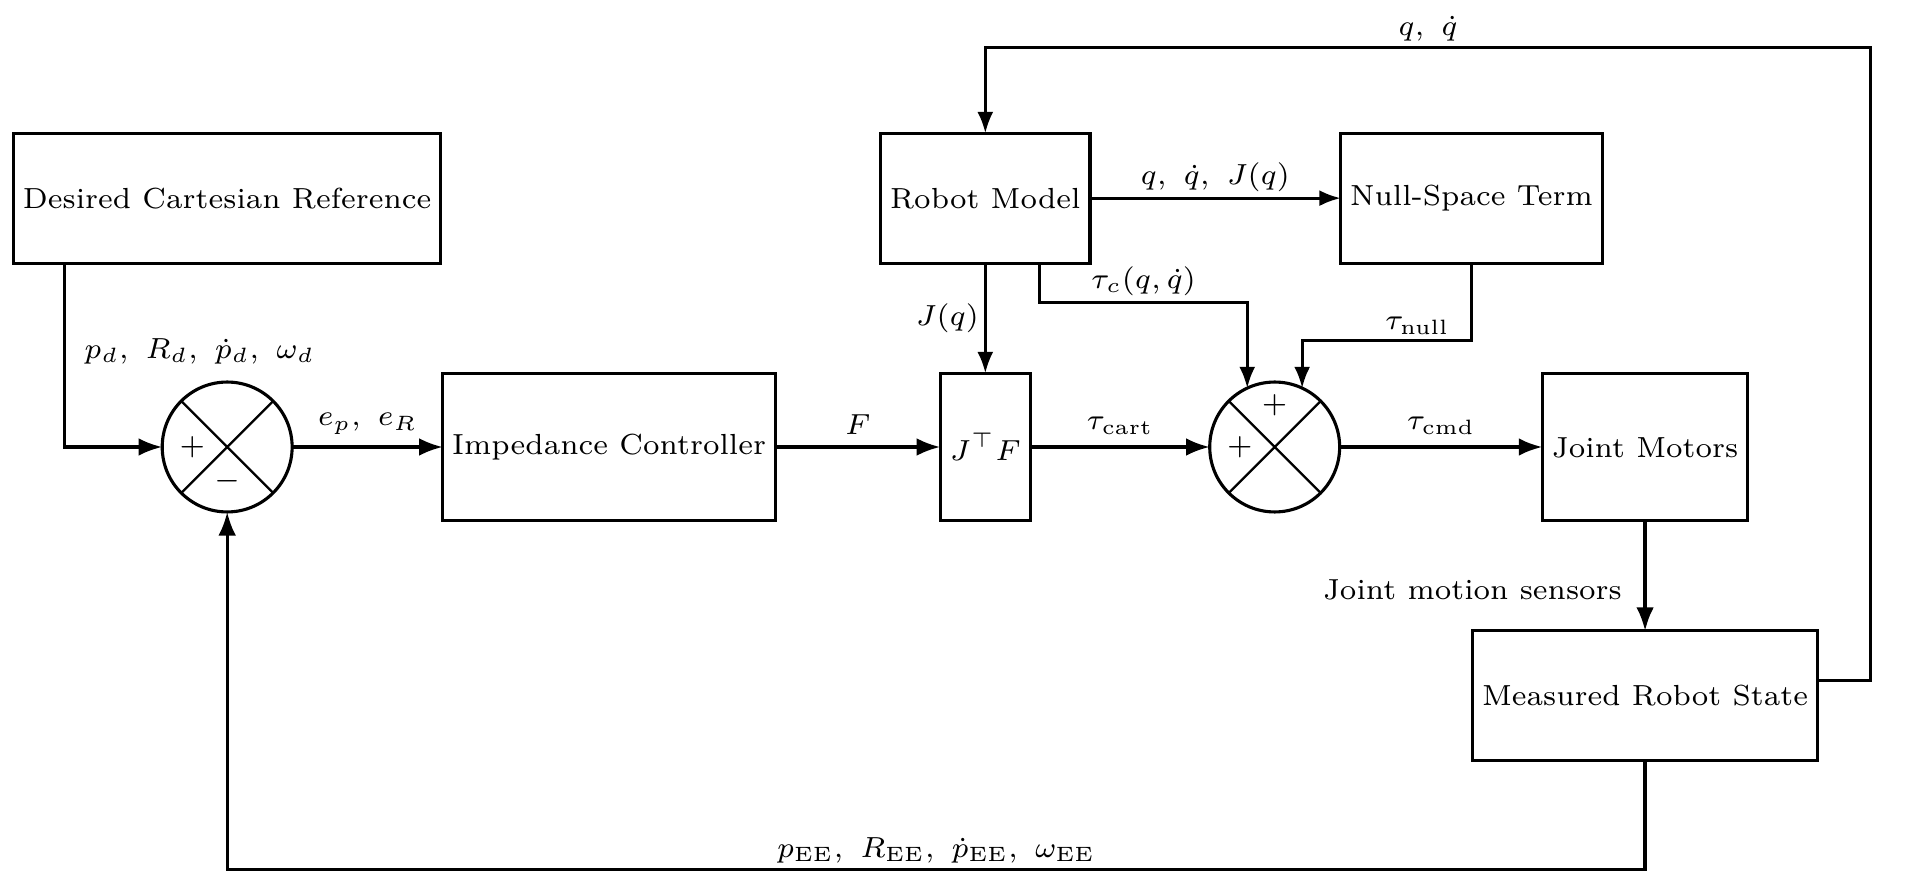 q, q̇
Desired Cartesian Reference
Robot Model
q, q̇, J(q)
Null-Space Term
τ_c(q, q̇)
J(q)
τ_null
p_d, R_d, ṗ_d, ω_d
+
−
e_p, e_R
Impedance Controller
F
J^⊤F
τ_cart
+
+
τ_cmd
Joint Motors
Joint motion sensors
Measured Robot State
p_EE, R_EE, ṗ_EE, ω_EE